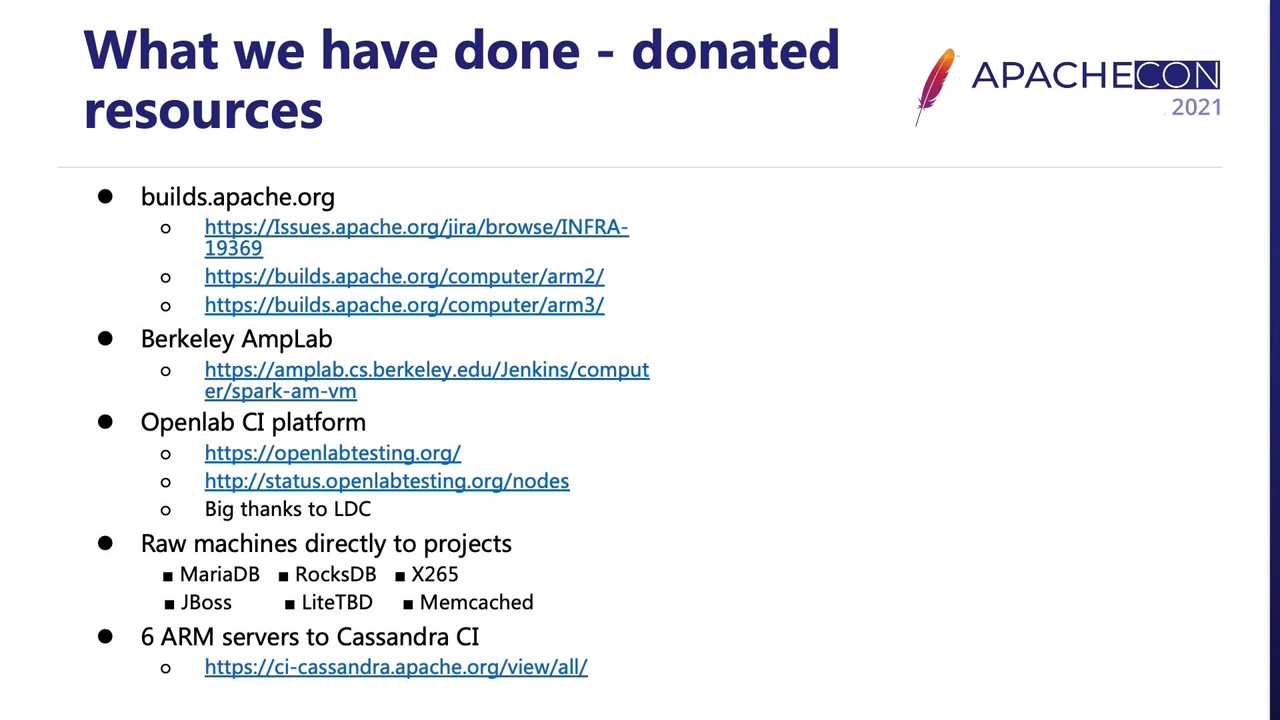 What we have done - donated
resources
APACHECON
2021
● builds.apache.org
○ https://Issues.apache.org/jira/browse/INFRA-
19369
○ https://builds.apache.org/computer/arm2/
○ https://builds.apache.org/computer/arm3/
● Berkeley AmpLab
○ https://amplab.cs.berkeley.edu/Jenkins/comput
er/spark-am-vm
● Openlab CI platform
○ https://openlabtesting.org/
○ http://status.openlabtesting.org/nodes
○ Big thanks to LDC
● Raw machines directly to projects
■ MariaDB ■ RocksDB ■ X265
■ JBoss ■ LiteTBD ■ Memcached
● 6 ARM servers to Cassandra CI
○ https://ci-cassandra.apache.org/view/all/